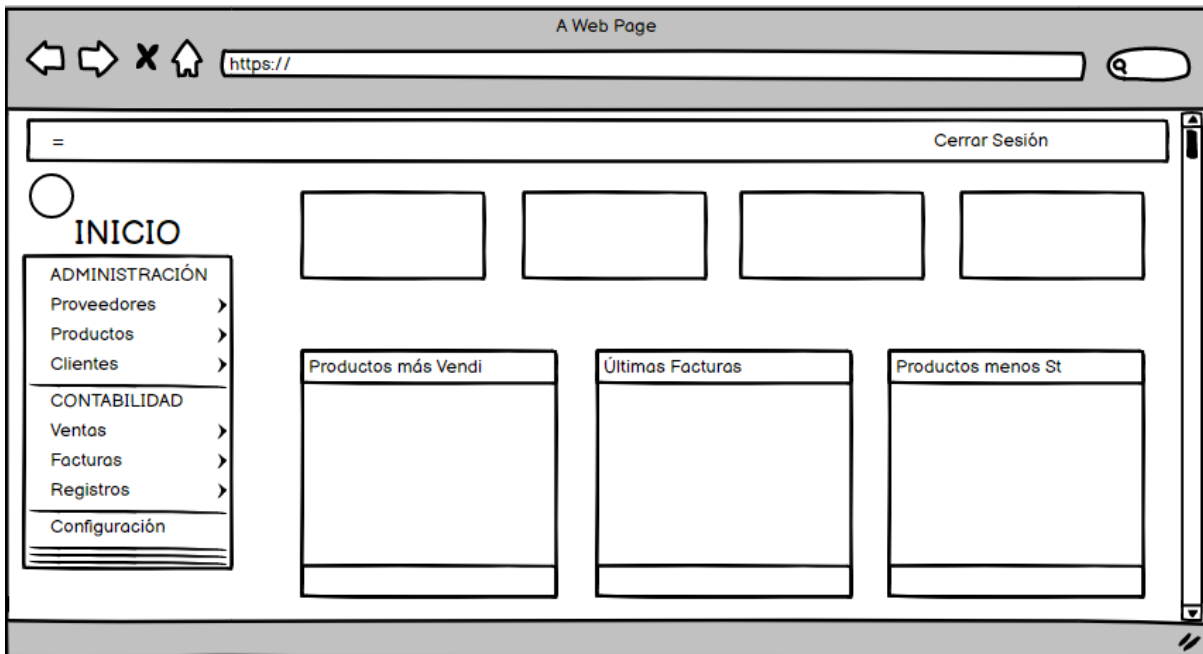 A Web Page
https://
=
Cerrar Sesión
INICIO
ADMINISTRACIÓN
Proveedores
Productos
Clientes
CONTABILIDAD
Ventas
Facturas
Registros
Configuración
Productos más Vendi
Últimas Facturas
Productos menos St